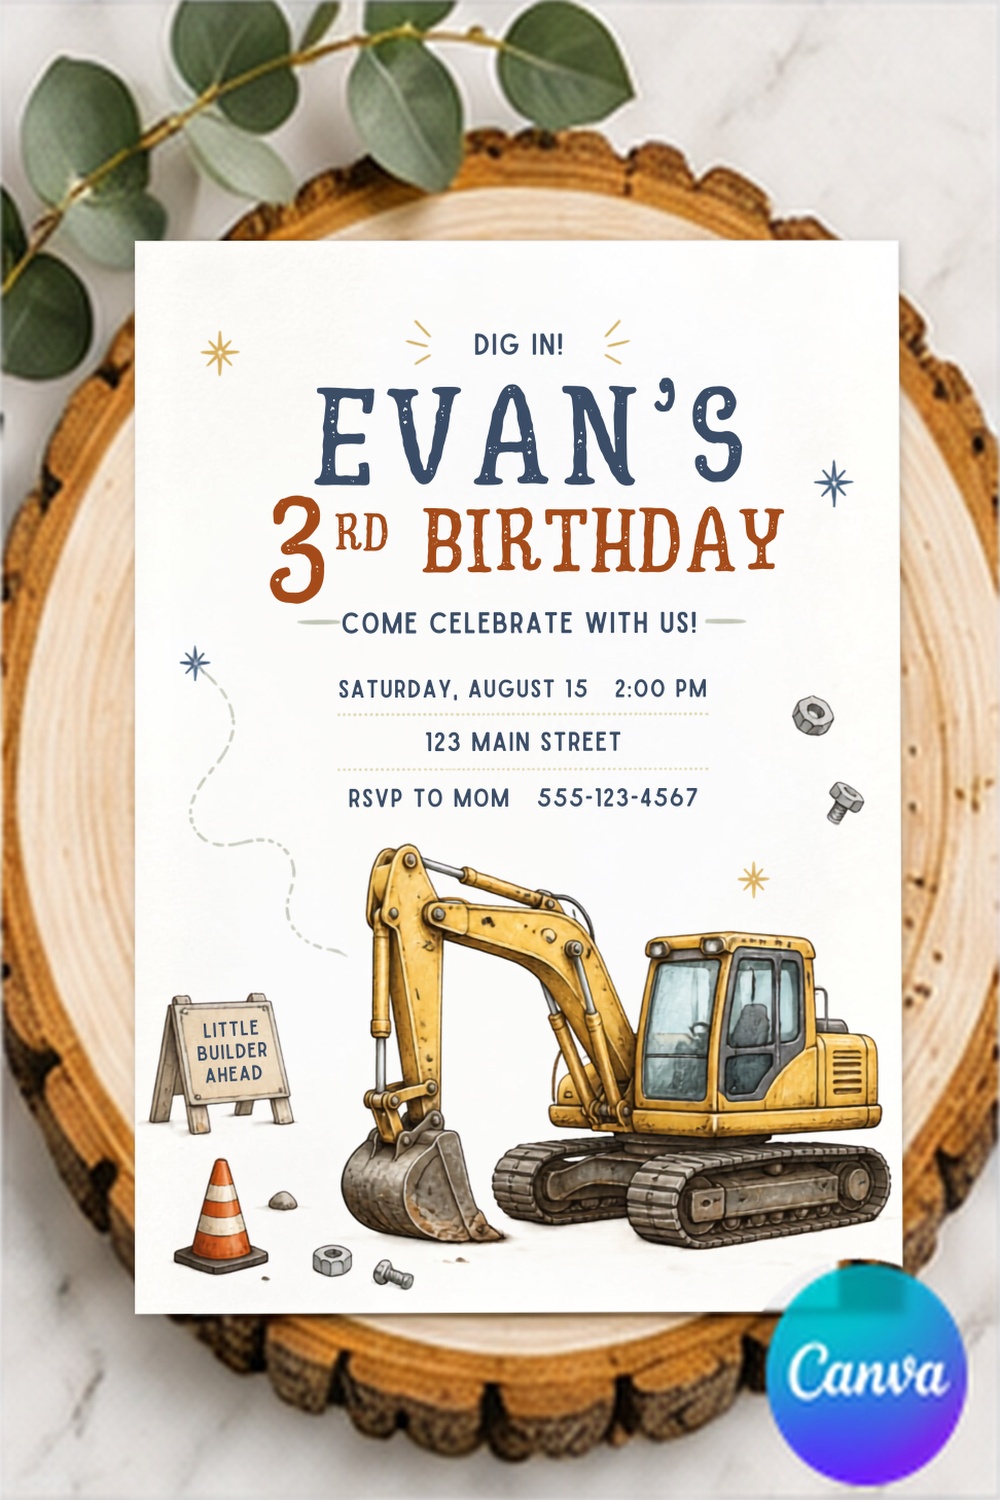 DIG IN!
EVAN'S
3RD BIRTHDAY
COME CELEBRATE WITH US!
SATURDAY, AUGUST 15 2:00 PM
123 MAIN STREET
RSVP TO MOM 555-123-4567
LITTLE
BUILDER
AHEAD
Canva